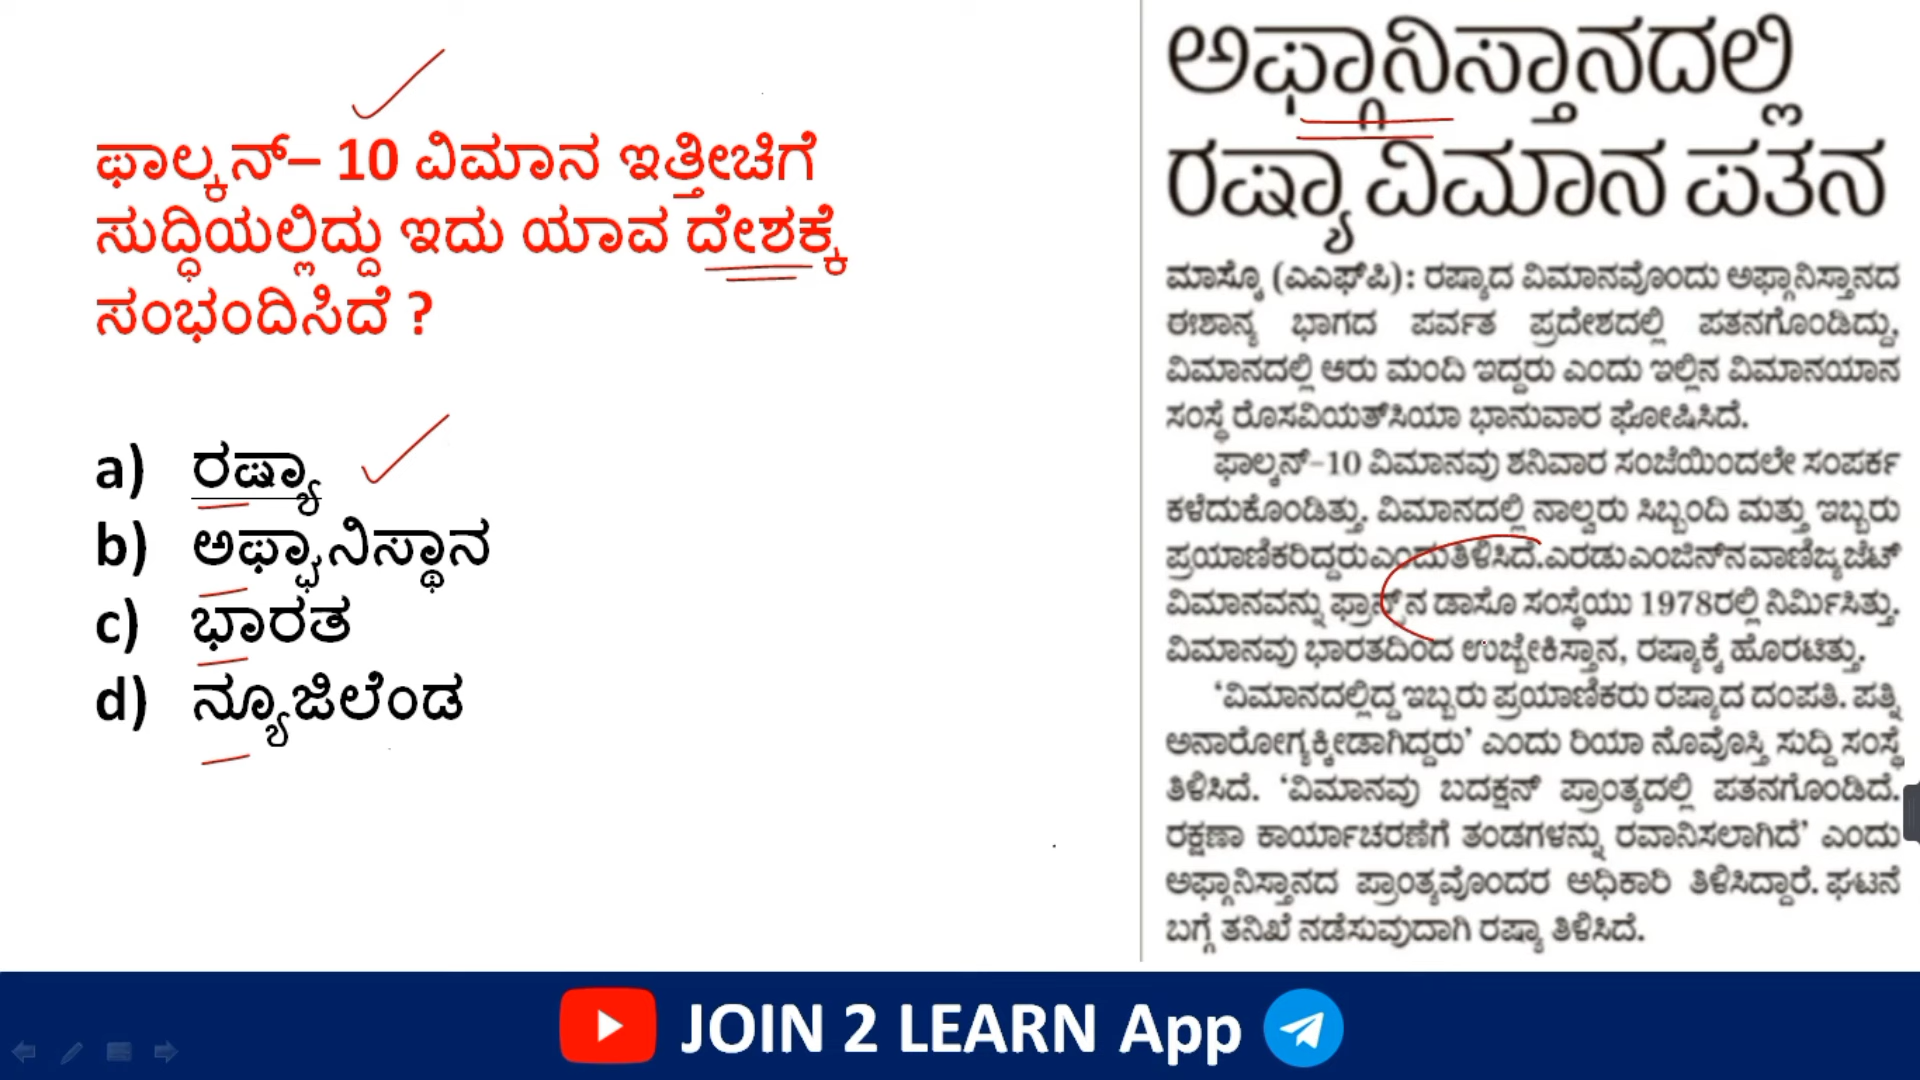 ಫಾಲ್ಕನ್– 10 ವಿಮಾನ ಇತ್ತೀಚಿಗೆ
ಸುದ್ಧಿಯಲ್ಲಿದ್ದು ಇದು ಯಾವ ದೇಶಕ್ಕೆ
ಸಂಭಂದಿಸಿದೆ ?
a) ರಷ್ಯಾ
b) ಅಫ್ಘಾನಿಸ್ಥಾನ
c) ಭಾರತ
d) ನ್ಯೂಜಿಲೆಂಡ
ಅಫ್ಗಾನಿಸ್ತಾನದಲ್ಲಿ
ರಷ್ಯಾ ವಿಮಾನ ಪತನ
ಮಾಸ್ಕೊ (ಎಎಫ್‌ಪಿ): ರಷ್ಯಾದ ವಿಮಾನವೊಂದು ಅಫ್ಗಾನಿಸ್ತಾನದ
ಈಶಾನ್ಯ ಭಾಗದ ಪರ್ವತ ಪ್ರದೇಶದಲ್ಲಿ ಪತನಗೊಂಡಿದ್ದು,
ವಿಮಾನದಲ್ಲಿ ಆರು ಮಂದಿ ಇದ್ದರು ಎಂದು ಇಲ್ಲಿನ ವಿಮಾನಯಾನ
ಸಂಸ್ಥೆ ರೊಸವಿಯತ್‌ಸಿಯಾ ಭಾನುವಾರ ಘೋಷಿಸಿದೆ.
ಫಾಲ್ಕನ್-10 ವಿಮಾನವು ಶನಿವಾರ ಸಂಜೆಯಿಂದಲೇ ಸಂಪರ್ಕ
ಕಳೆದುಕೊಂಡಿತ್ತು. ವಿಮಾನದಲ್ಲಿ ನಾಲ್ವರು ಸಿಬ್ಬಂದಿ ಮತ್ತು ಇಬ್ಬರು
ಪ್ರಯಾಣಿಕರಿದ್ದರು ಎಂದು ತಿಳಿಸಿದೆ. ಎರಡು ಎಂಜಿನ್‌ನ ವಾಣಿಜ್ಯ ಜೆಟ್
ವಿಮಾನವನ್ನು ಫ್ರಾನ್ಸ್‌ನ ಡಾಸೊ ಸಂಸ್ಥೆಯು 1978ರಲ್ಲಿ ನಿರ್ಮಿಸಿತ್ತು.
ವಿಮಾನವು ಭಾರತದಿಂದ ಉಜ್ಬೇಕಿಸ್ತಾನ, ರಷ್ಯಾಕ್ಕೆ ಹೊರಟಿತ್ತು.
‘ವಿಮಾನದಲ್ಲಿದ್ದ ಇಬ್ಬರು ಪ್ರಯಾಣಿಕರು ರಷ್ಯಾದ ದಂಪತಿ. ಪತ್ನಿ
ಅನಾರೋಗ್ಯಕ್ಕೀಡಾಗಿದ್ದರು’ ಎಂದು ರಿಯಾ ನೊವೊಸ್ತಿ ಸುದ್ದಿ ಸಂಸ್ಥೆ
ತಿಳಿಸಿದೆ. ‘ವಿಮಾನವು ಬದಕ್ಷನ್ ಪ್ರಾಂತ್ಯದಲ್ಲಿ ಪತನಗೊಂಡಿದೆ.
ರಕ್ಷಣಾ ಕಾರ್ಯಾಚರಣೆಗೆ ತಂಡಗಳನ್ನು ರವಾನಿಸಲಾಗಿದೆ’ ಎಂದು
ಅಫ್ಗಾನಿಸ್ತಾನದ ಪ್ರಾಂತ್ಯವೊಂದರ ಅಧಿಕಾರಿ ತಿಳಿಸಿದ್ದಾರೆ. ಘಟನೆ
ಬಗ್ಗೆ ತನಿಖೆ ನಡೆಸುವುದಾಗಿ ರಷ್ಯಾ ತಿಳಿಸಿದೆ.
JOIN 2 LEARN App